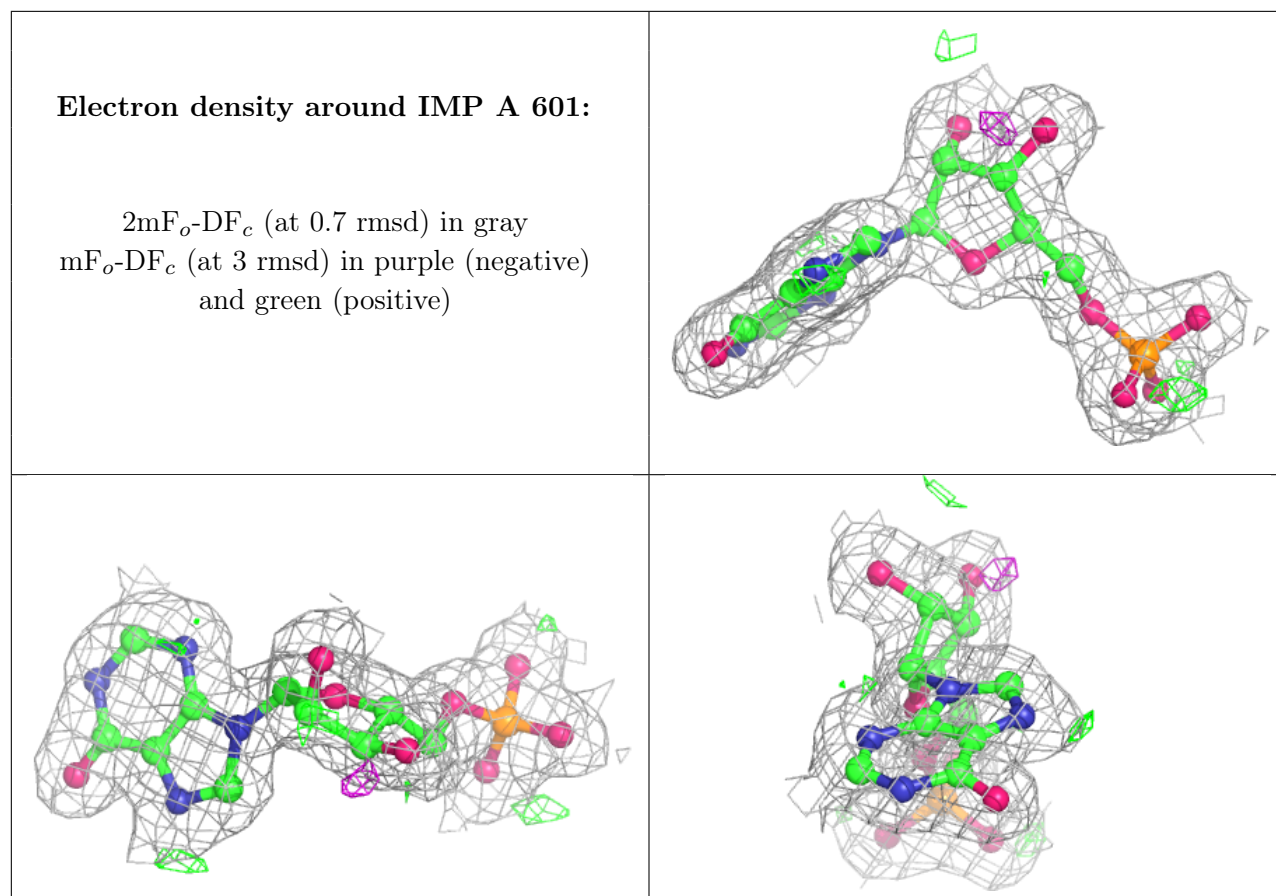 Electron density around IMP A 601:
2mFo-DFc (at 0.7 rmsd) in gray
mFo-DFc (at 3 rmsd) in purple (negative)
and green (positive)